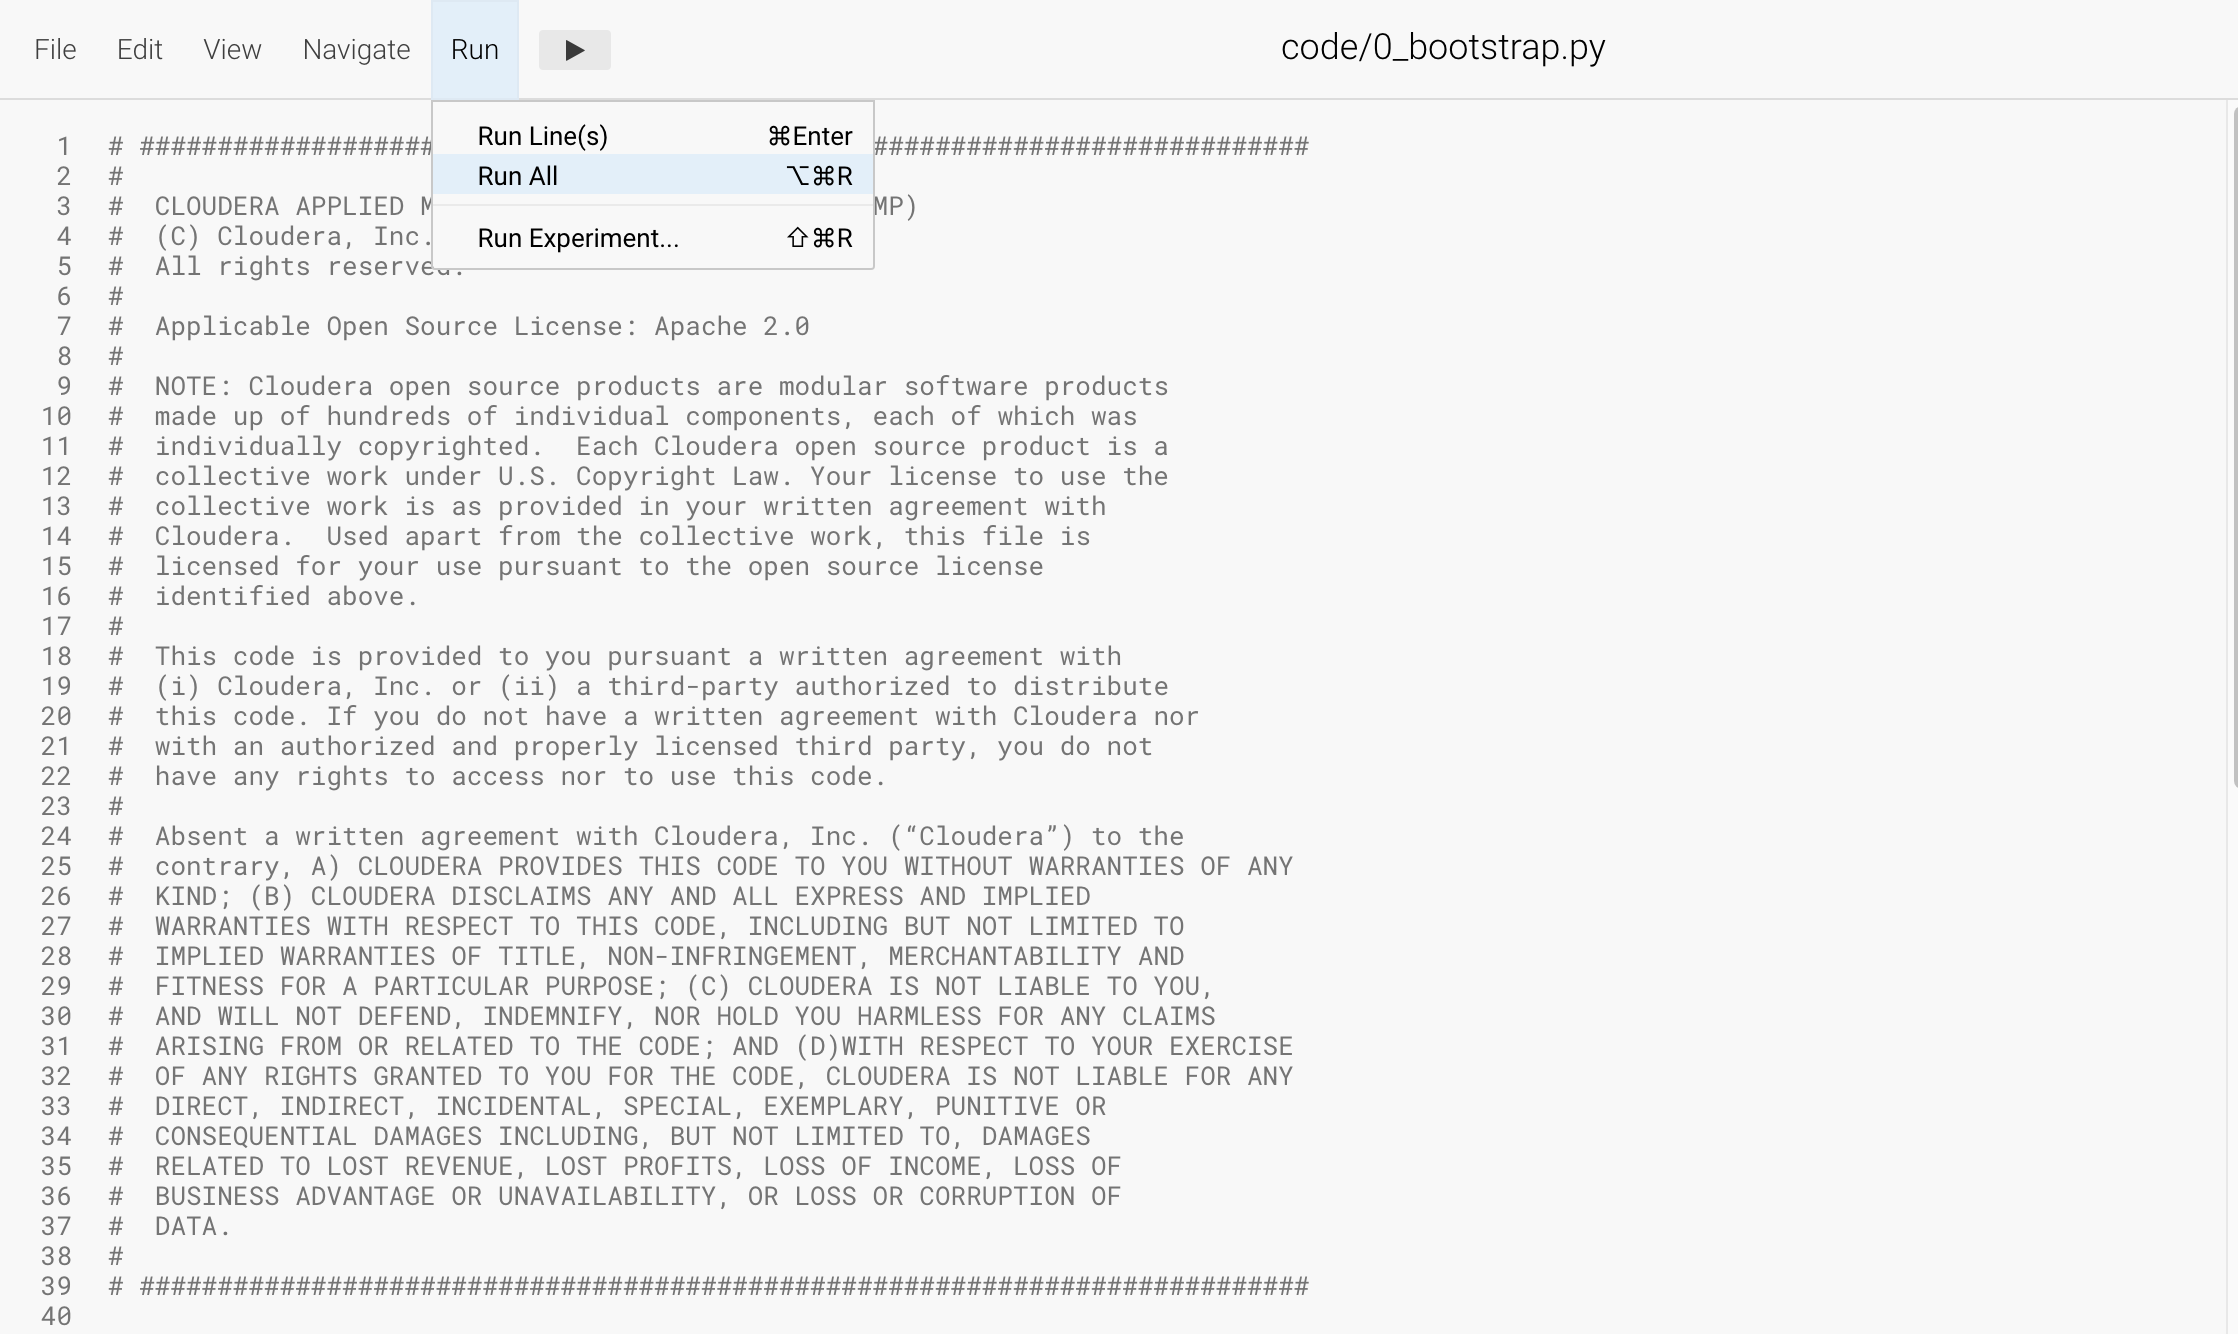 File Edit View Navigate Run code/0_bootstrap.py
Run Line(s) ⌘Enter
Run All ⌥⌘R
Run Experiment... ⇧⌘R
1 # ################### ############################
2 #
3 # CLOUDERA APPLIED M MP)
4 # (C) Cloudera, Inc.
5 # All rights reserved.
6 #
7 # Applicable Open Source License: Apache 2.0
8 #
9 # NOTE: Cloudera open source products are modular software products
10 # made up of hundreds of individual components, each of which was
11 # individually copyrighted.  Each Cloudera open source product is a
12 # collective work under U.S. Copyright Law. Your license to use the
13 # collective work is as provided in your written agreement with
14 # Cloudera.  Used apart from the collective work, this file is
15 # licensed for your use pursuant to the open source license
16 # identified above.
17 #
18 # This code is provided to you pursuant a written agreement with
19 # (i) Cloudera, Inc. or (ii) a third-party authorized to distribute
20 # this code. If you do not have a written agreement with Cloudera nor
21 # with an authorized and properly licensed third party, you do not
22 # have any rights to access nor to use this code.
23 #
24 # Absent a written agreement with Cloudera, Inc. (“Cloudera”) to the
25 # contrary, A) CLOUDERA PROVIDES THIS CODE TO YOU WITHOUT WARRANTIES OF ANY
26 # KIND; (B) CLOUDERA DISCLAIMS ANY AND ALL EXPRESS AND IMPLIED
27 # WARRANTIES WITH RESPECT TO THIS CODE, INCLUDING BUT NOT LIMITED TO
28 # IMPLIED WARRANTIES OF TITLE, NON-INFRINGEMENT, MERCHANTABILITY AND
29 # FITNESS FOR A PARTICULAR PURPOSE; (C) CLOUDERA IS NOT LIABLE TO YOU,
30 # AND WILL NOT DEFEND, INDEMNIFY, NOR HOLD YOU HARMLESS FOR ANY CLAIMS
31 # ARISING FROM OR RELATED TO THE CODE; AND (D)WITH RESPECT TO YOUR EXERCISE
32 # OF ANY RIGHTS GRANTED TO YOU FOR THE CODE, CLOUDERA IS NOT LIABLE FOR ANY
33 # DIRECT, INDIRECT, INCIDENTAL, SPECIAL, EXEMPLARY, PUNITIVE OR
34 # CONSEQUENTIAL DAMAGES INCLUDING, BUT NOT LIMITED TO, DAMAGES
35 # RELATED TO LOST REVENUE, LOST PROFITS, LOSS OF INCOME, LOSS OF
36 # BUSINESS ADVANTAGE OR UNAVAILABILITY, OR LOSS OR CORRUPTION OF
37 # DATA.
38 #
39 # ###########################################################################
40